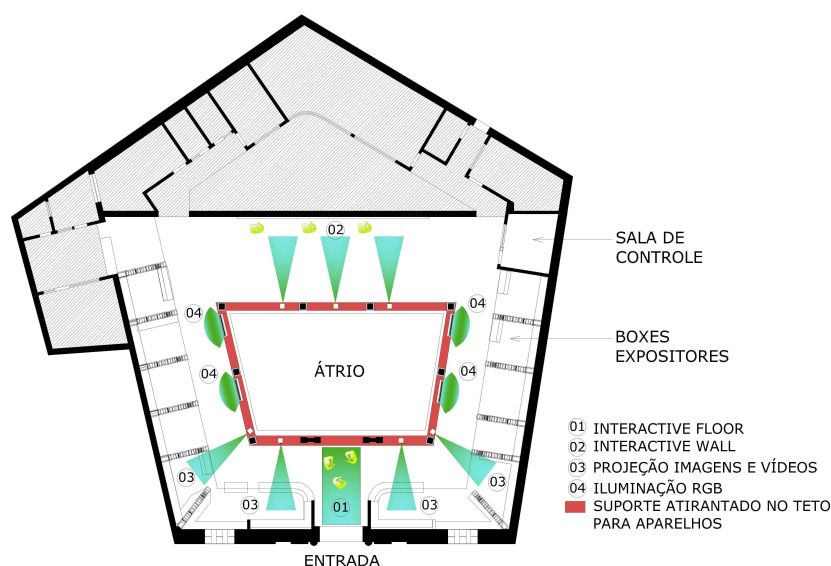 02
SALA DE
CONTROLE
04
04
BOXES
EXPOSITORES
ÁTRIO
04
04
03
03
03
01
03
ENTRADA
01 INTERACTIVE FLOOR
02 INTERACTIVE WALL
03 PROJEÇÃO IMAGENS E VÍDEOS
04 ILUMINAÇÃO RGB
SUPORTE ATIRANTADO NO TETO
PARA APARELHOS